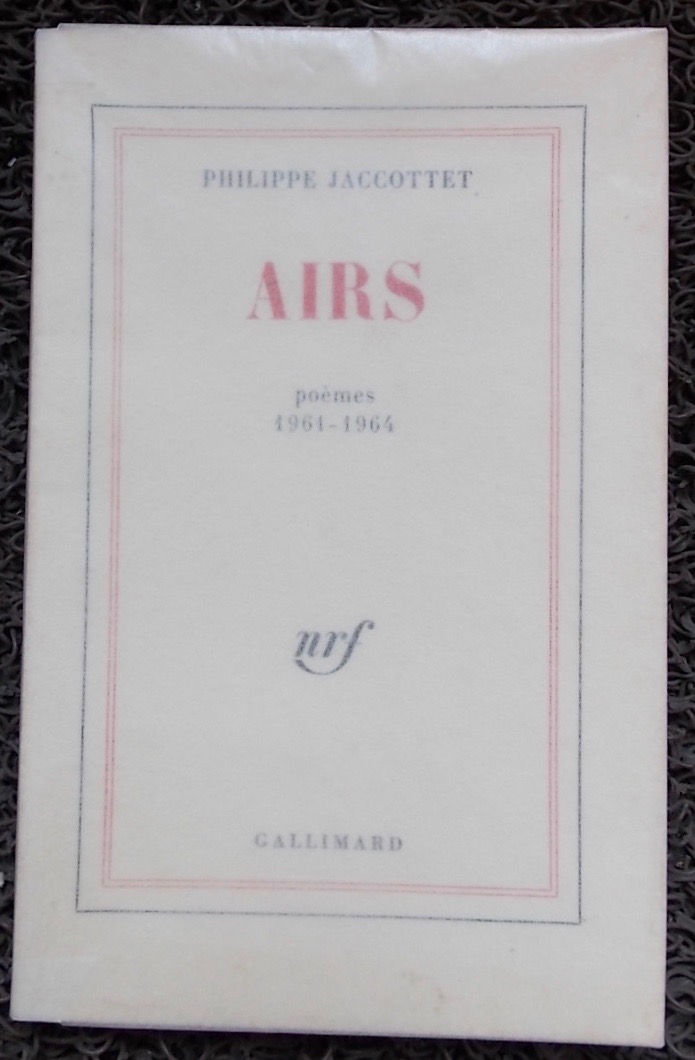 PHILIPPE JACCOTTET
AIRS
poèmes
1961-1964
nrf
GALLIMARD